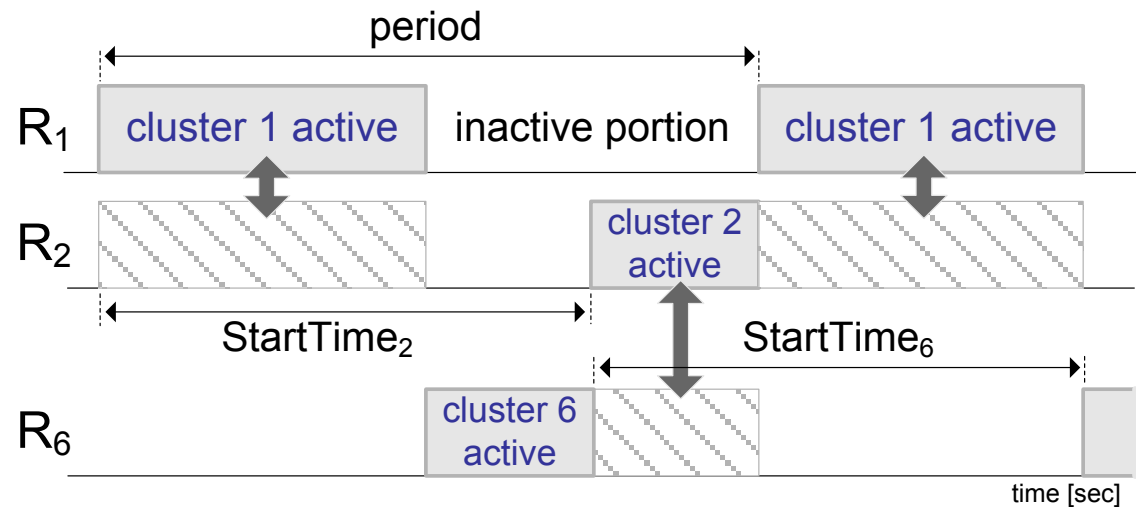 period
R₁
cluster 1 active
inactive portion
cluster 1 active
R₂
cluster 2
active
StartTime₂
StartTime₆
R₆
cluster 6
active
time [sec]